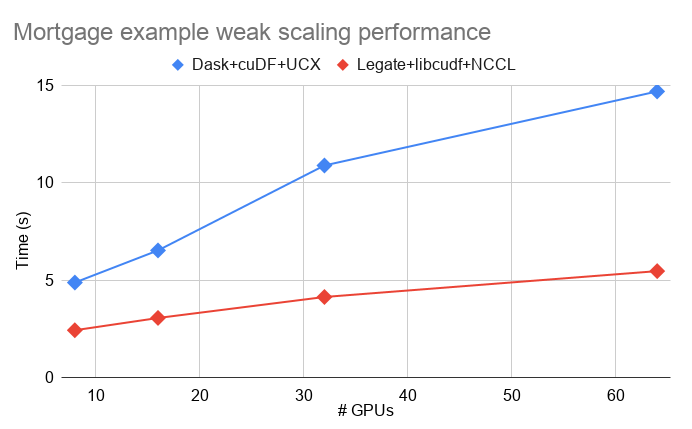 Mortgage example weak scaling performance
Dask+cuDF+UCX Legate+libcudf+NCCL
15
10
5
0
Time (s)
10 20 30 40 50 60
# GPUs